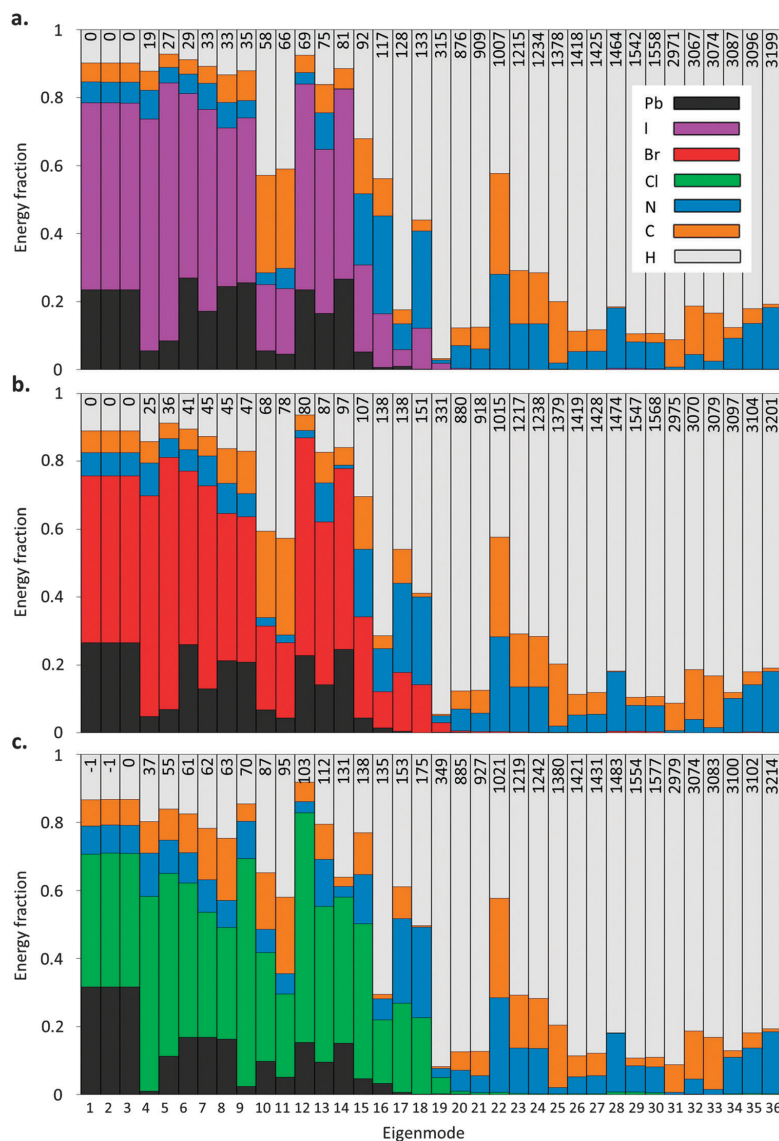 a.
1
0 0 0 19 27 29 33 33 35 58 66 69 75 81 92 117 128 133 315 876 909 1007 1215 1234 1378 1418 1425 1464 1542 1558 2971 3067 3074 3087 3096 3199
0.8
0.6
0.4
0.2
0
Energy fraction
Pb
I
Br
Cl
N
C
H
b.
1
0 0 0 25 36 41 45 45 47 68 78 80 87 97 107 138 138 151 331 880 918 1015 1217 1238 1379 1419 1428 1474 1547 1568 2975 3070 3079 3097 3104 3201
0.8
0.6
0.4
0.2
0
Energy fraction
c.
1
-1 -1 0 37 55 61 62 63 70 87 95 103 112 131 138 135 153 175 349 885 927 1021 1219 1242 1380 1421 1431 1483 1554 1577 2979 3074 3083 3100 3102 3214
0.8
0.6
0.4
0.2
0
Energy fraction
1 2 3 4 5 6 7 8 9 10 11 12 13 14 15 16 17 18 19 20 21 22 23 24 25 26 27 28 29 30 31 32 33 34 35 36
Eigenmode